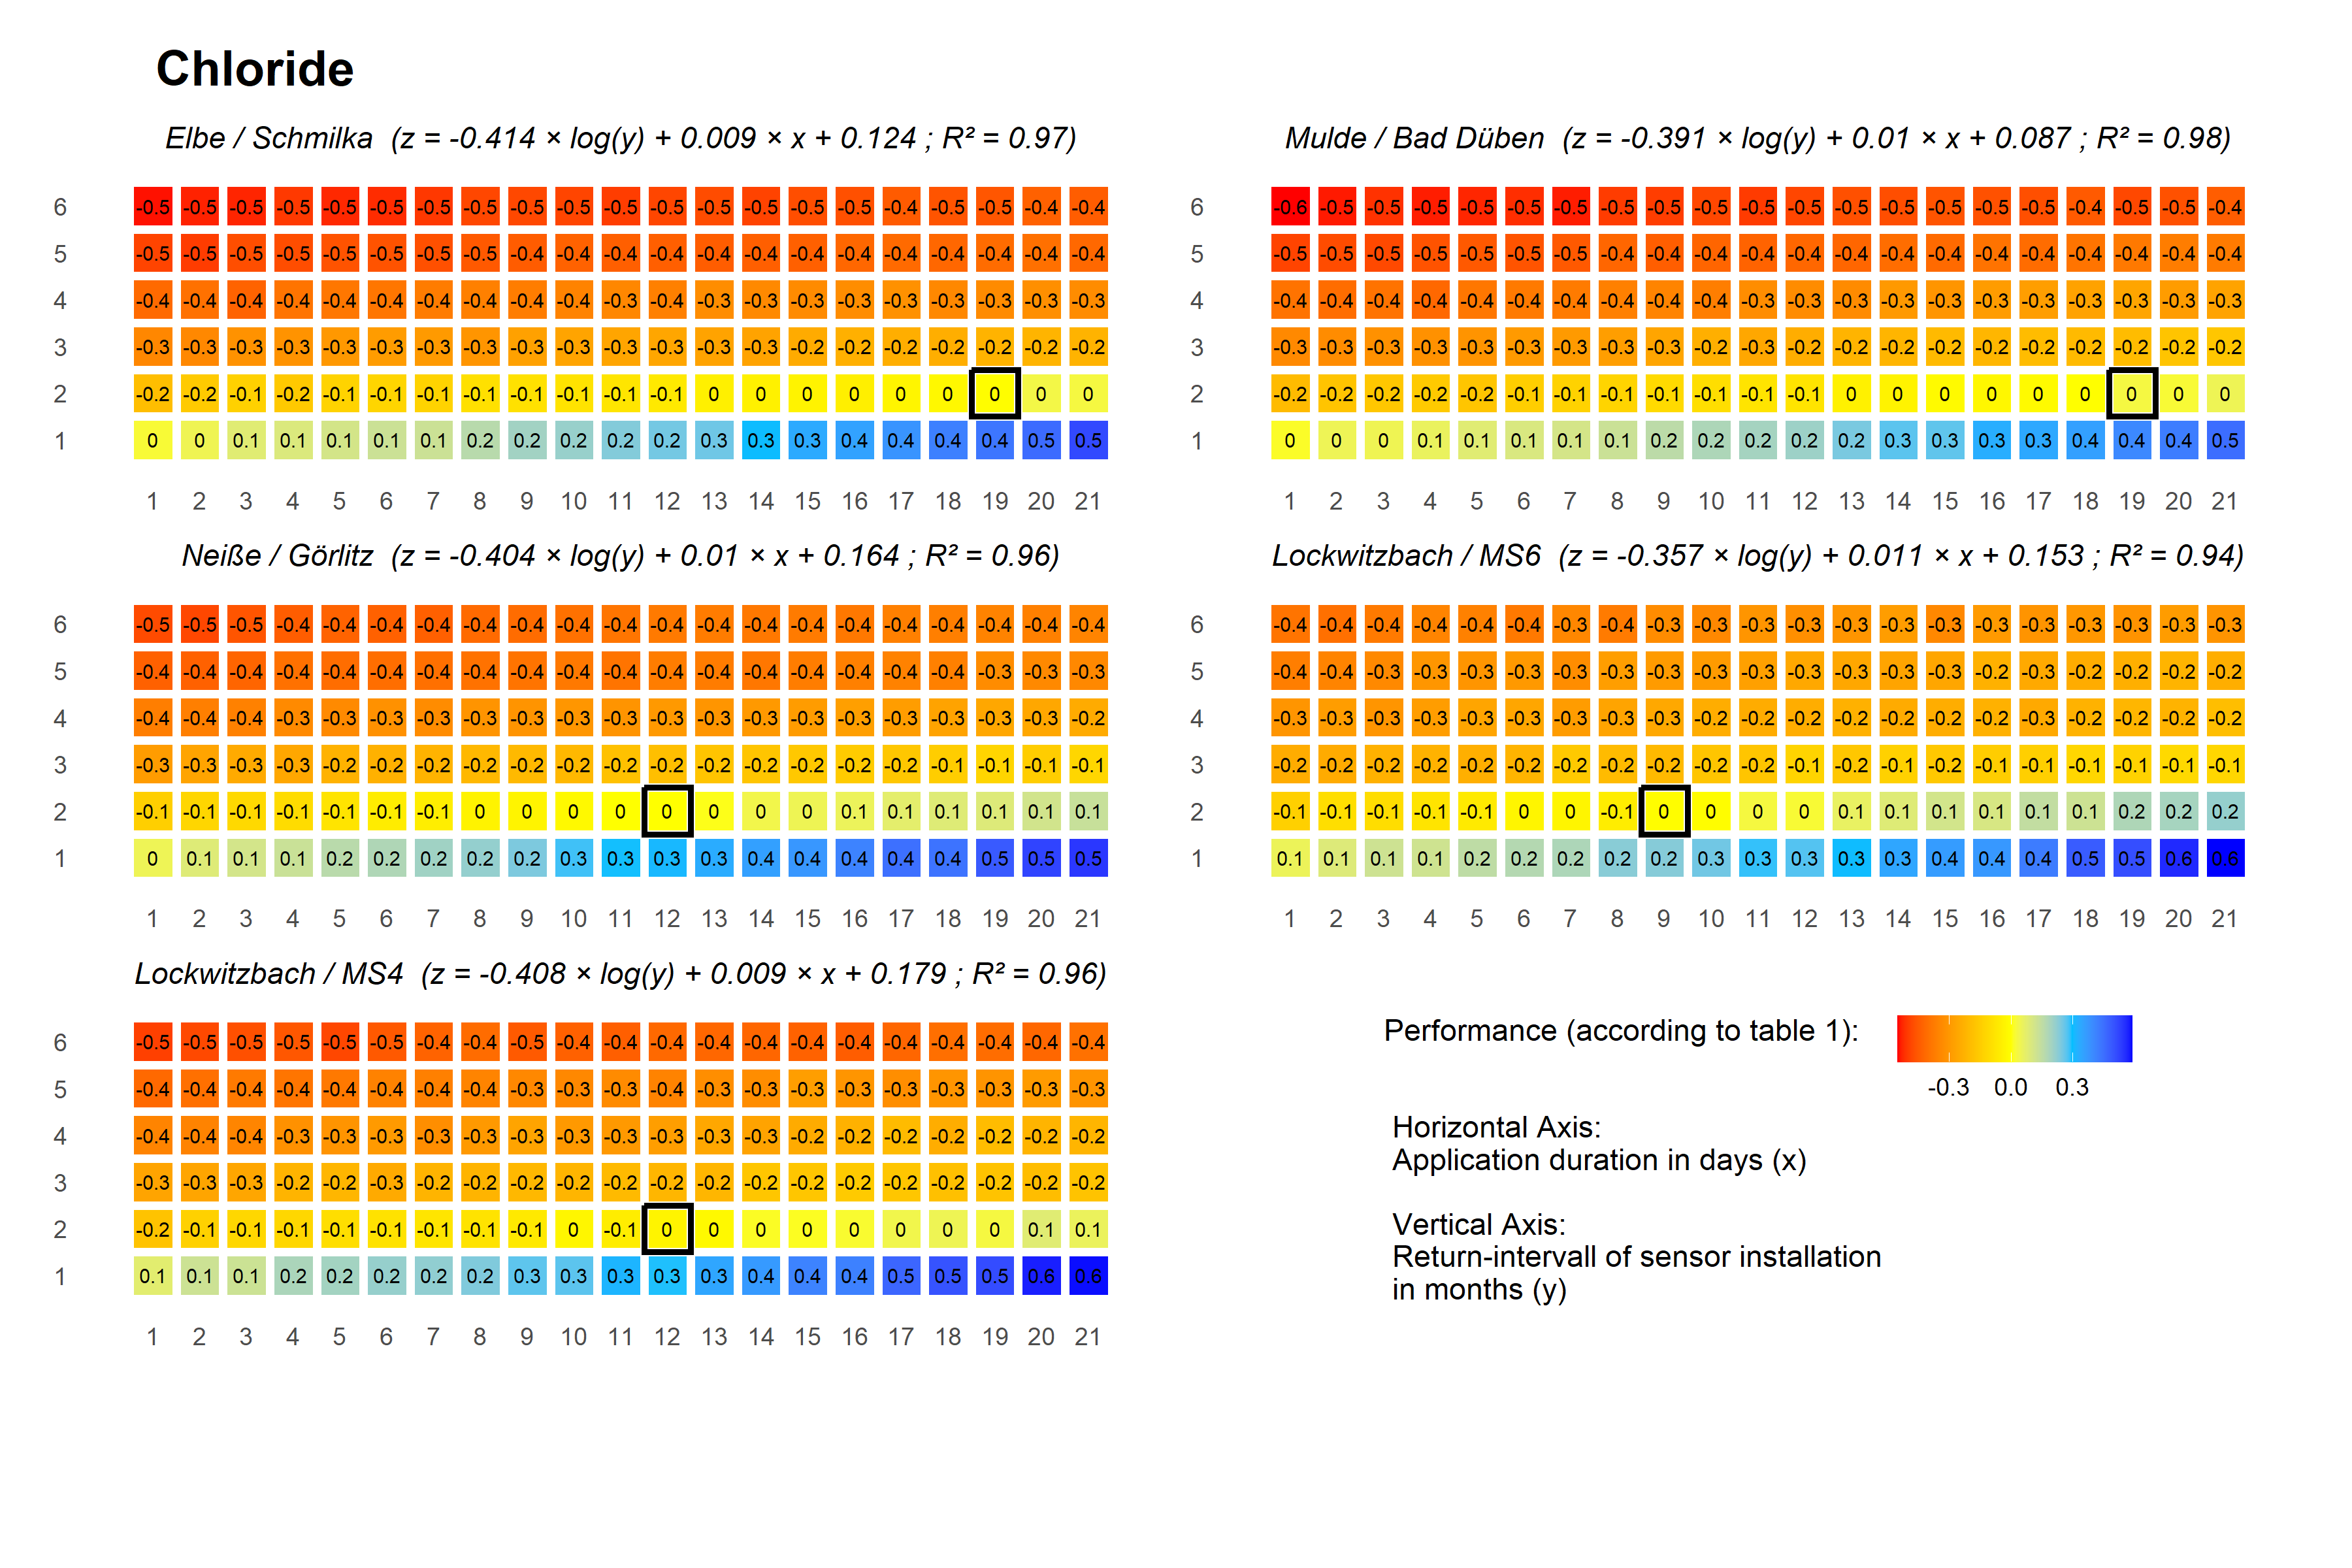 Chloride
Elbe / Schmilka (z = -0.414 × log(y) + 0.009 × x + 0.124 ; R² = 0.97)
6 -0.5 -0.5 -0.5 -0.5 -0.5 -0.5 -0.5 -0.5 -0.5 -0.5 -0.5 -0.5 -0.5 -0.5 -0.5 -0.5 -0.4 -0.5 -0.5 -0.4 -0.4
5 -0.5 -0.5 -0.5 -0.5 -0.5 -0.5 -0.5 -0.5 -0.4 -0.4 -0.5 -0.4 -0.4 -0.4 -0.5 -0.4 -0.4 -0.4 -0.4 -0.4 -0.4
4 -0.4 -0.4 -0.4 -0.4 -0.4 -0.4 -0.4 -0.4 -0.4 -0.4 -0.3 -0.4 -0.3 -0.3 -0.3 -0.3 -0.3 -0.3 -0.3 -0.3 -0.3
3 -0.3 -0.3 -0.3 -0.3 -0.3 -0.3 -0.3 -0.3 -0.3 -0.3 -0.3 -0.3 -0.3 -0.3 -0.2 -0.2 -0.2 -0.2 -0.2 -0.2 -0.2
2 -0.2 -0.2 -0.1 -0.2 -0.1 -0.1 -0.1 -0.1 -0.1 -0.1 -0.1 -0.1 0 0 0 0 0 0 0 0 0
1 0 0 0.1 0.1 0.1 0.1 0.1 0.2 0.2 0.2 0.2 0.2 0.3 0.3 0.3 0.4 0.4 0.4 0.4 0.5 0.5
1 2 3 4 5 6 7 8 9 10 11 12 13 14 15 16 17 18 19 20 21
Mulde / Bad Düben (z = -0.391 × log(y) + 0.01 × x + 0.087 ; R² = 0.98)
6 -0.6 -0.5 -0.5 -0.5 -0.5 -0.5 -0.5 -0.5 -0.5 -0.5 -0.5 -0.5 -0.5 -0.5 -0.5 -0.5 -0.5 -0.4 -0.5 -0.5 -0.4
5 -0.5 -0.5 -0.5 -0.5 -0.5 -0.5 -0.5 -0.4 -0.4 -0.4 -0.4 -0.4 -0.4 -0.4 -0.4 -0.4 -0.4 -0.4 -0.4 -0.4 -0.4
4 -0.4 -0.4 -0.4 -0.4 -0.4 -0.4 -0.4 -0.4 -0.4 -0.4 -0.3 -0.3 -0.3 -0.3 -0.3 -0.3 -0.3 -0.3 -0.3 -0.3 -0.3
3 -0.3 -0.3 -0.3 -0.3 -0.3 -0.3 -0.3 -0.3 -0.3 -0.2 -0.3 -0.2 -0.2 -0.2 -0.2 -0.2 -0.2 -0.2 -0.2 -0.2 -0.2
2 -0.2 -0.2 -0.2 -0.2 -0.2 -0.1 -0.1 -0.1 -0.1 -0.1 -0.1 -0.1 0 0 0 0 0 0 0 0 0
1 0 0 0 0.1 0.1 0.1 0.1 0.1 0.2 0.2 0.2 0.2 0.2 0.3 0.3 0.3 0.3 0.4 0.4 0.4 0.5
1 2 3 4 5 6 7 8 9 10 11 12 13 14 15 16 17 18 19 20 21
Neiße / Görlitz (z = -0.404 × log(y) + 0.01 × x + 0.164 ; R² = 0.96)
6 -0.5 -0.5 -0.5 -0.4 -0.4 -0.4 -0.4 -0.4 -0.4 -0.4 -0.4 -0.4 -0.4 -0.4 -0.4 -0.4 -0.4 -0.4 -0.4 -0.4 -0.4
5 -0.4 -0.4 -0.4 -0.4 -0.4 -0.4 -0.4 -0.4 -0.4 -0.4 -0.4 -0.4 -0.4 -0.4 -0.4 -0.4 -0.4 -0.4 -0.3 -0.3 -0.3
4 -0.4 -0.4 -0.4 -0.3 -0.3 -0.3 -0.3 -0.3 -0.3 -0.3 -0.3 -0.3 -0.3 -0.3 -0.3 -0.3 -0.3 -0.3 -0.3 -0.3 -0.2
3 -0.3 -0.3 -0.3 -0.3 -0.2 -0.2 -0.2 -0.2 -0.2 -0.2 -0.2 -0.2 -0.2 -0.2 -0.2 -0.2 -0.2 -0.1 -0.1 -0.1 -0.1
2 -0.1 -0.1 -0.1 -0.1 -0.1 -0.1 -0.1 0 0 0 0 0 0 0 0 0.1 0.1 0.1 0.1 0.1 0.1
1 0 0.1 0.1 0.1 0.2 0.2 0.2 0.2 0.2 0.3 0.3 0.3 0.3 0.4 0.4 0.4 0.4 0.4 0.5 0.5 0.5
1 2 3 4 5 6 7 8 9 10 11 12 13 14 15 16 17 18 19 20 21
Lockwitzbach / MS6 (z = -0.357 × log(y) + 0.011 × x + 0.153 ; R² = 0.94)
6 -0.4 -0.4 -0.4 -0.4 -0.4 -0.4 -0.3 -0.4 -0.3 -0.3 -0.3 -0.3 -0.3 -0.3 -0.3 -0.3 -0.3 -0.3 -0.3 -0.3 -0.3
5 -0.4 -0.4 -0.3 -0.3 -0.3 -0.3 -0.3 -0.3 -0.3 -0.3 -0.3 -0.3 -0.3 -0.3 -0.3 -0.2 -0.3 -0.2 -0.2 -0.2 -0.2
4 -0.3 -0.3 -0.3 -0.3 -0.3 -0.3 -0.3 -0.3 -0.3 -0.2 -0.2 -0.2 -0.2 -0.2 -0.2 -0.2 -0.3 -0.2 -0.2 -0.2 -0.2
3 -0.2 -0.2 -0.2 -0.2 -0.2 -0.2 -0.2 -0.2 -0.2 -0.2 -0.2 -0.1 -0.2 -0.1 -0.1 -0.1 -0.1 -0.1 -0.1 -0.1 -0.1
2 -0.1 -0.1 -0.1 -0.1 -0.1 0 0 -0.1 0 0 0 0 0.1 0.1 0.1 0.1 0.1 0.1 0.2 0.2 0.2
1 0.1 0.1 0.1 0.1 0.2 0.2 0.2 0.2 0.2 0.3 0.3 0.3 0.3 0.3 0.4 0.4 0.4 0.5 0.5 0.6 0.6
1 2 3 4 5 6 7 8 9 10 11 12 13 14 15 16 17 18 19 20 21
Lockwitzbach / MS4 (z = -0.408 × log(y) + 0.009 × x + 0.179 ; R² = 0.96)
6 -0.5 -0.5 -0.5 -0.5 -0.5 -0.5 -0.4 -0.4 -0.5 -0.4 -0.4 -0.4 -0.4 -0.4 -0.4 -0.4 -0.4 -0.4 -0.4 -0.4 -0.4
5 -0.4 -0.4 -0.4 -0.4 -0.4 -0.4 -0.4 -0.4 -0.3 -0.3 -0.3 -0.4 -0.3 -0.3 -0.3 -0.3 -0.3 -0.3 -0.3 -0.3 -0.3
4 -0.4 -0.4 -0.4 -0.3 -0.3 -0.3 -0.3 -0.3 -0.3 -0.3 -0.3 -0.3 -0.3 -0.3 -0.2 -0.2 -0.2 -0.2 -0.2 -0.2 -0.2
3 -0.3 -0.3 -0.3 -0.2 -0.2 -0.3 -0.2 -0.2 -0.2 -0.2 -0.2 -0.2 -0.2 -0.2 -0.2 -0.2 -0.2 -0.2 -0.2 -0.2 -0.2
2 -0.2 -0.1 -0.1 -0.1 -0.1 -0.1 -0.1 -0.1 -0.1 0 -0.1 0 0 0 0 0 0 0 0 0.1 0.1
1 0.1 0.1 0.1 0.2 0.2 0.2 0.2 0.2 0.3 0.3 0.3 0.3 0.3 0.4 0.4 0.4 0.5 0.5 0.5 0.6 0.6
1 2 3 4 5 6 7 8 9 10 11 12 13 14 15 16 17 18 19 20 21
Performance (according to table 1):
-0.3 0.0 0.3
Horizontal Axis:
Application duration in days (x)
Vertical Axis:
Return-intervall of sensor installation
in months (y)